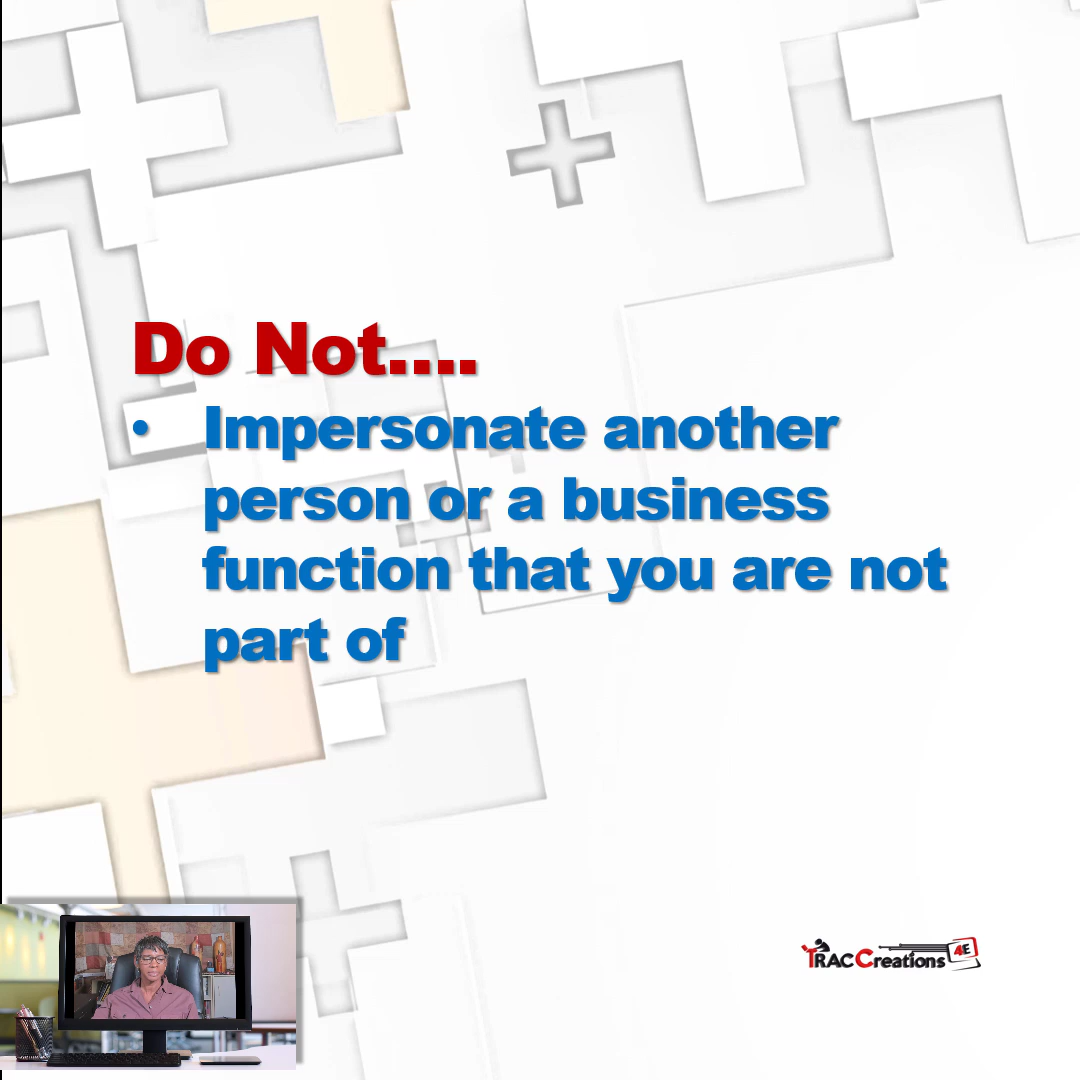 Do Not....
• Impersonate another
person or a business
function that you are not
part of
TRAC Creations 4E